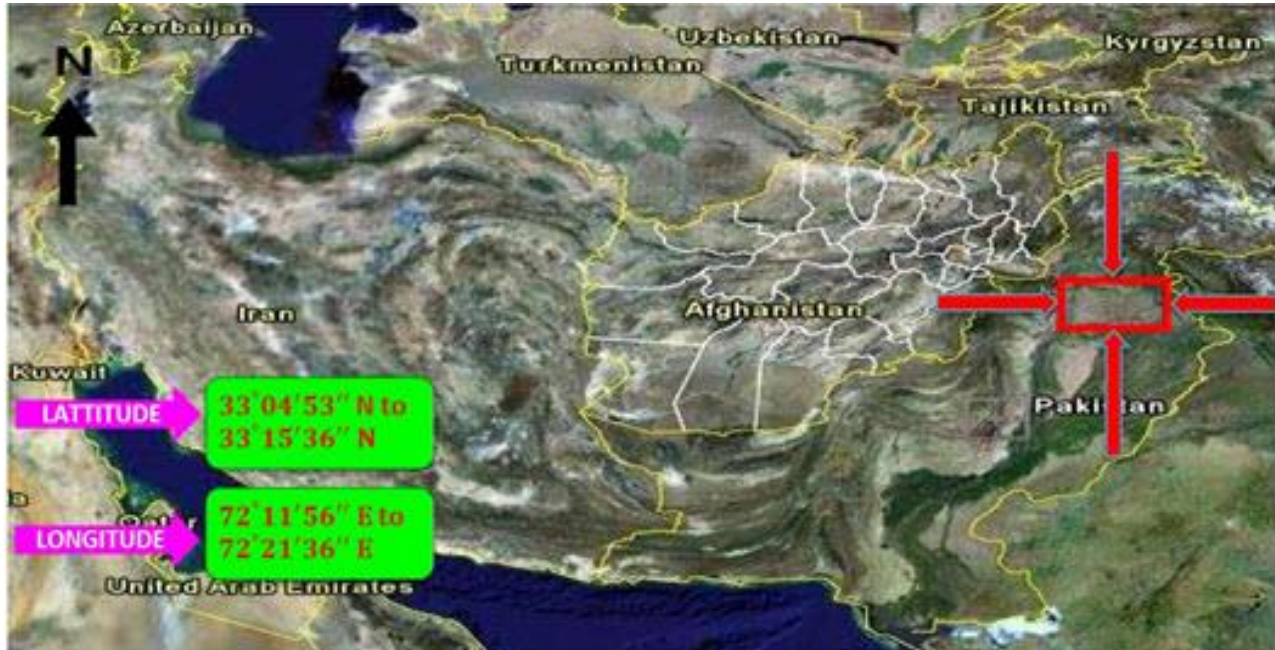 Azerbaijan
Uzbekistan
Kyrgyzstan
N
Turkmenistan
Tajikistan
Iran
Afghanistan
Kuwait
LATTITUDE
33°04'53'' N to
33°15'36'' N
Pakistan
Qatar
LONGITUDE
72°11'56'' E to
72°21'36'' E
United Arab Emirates